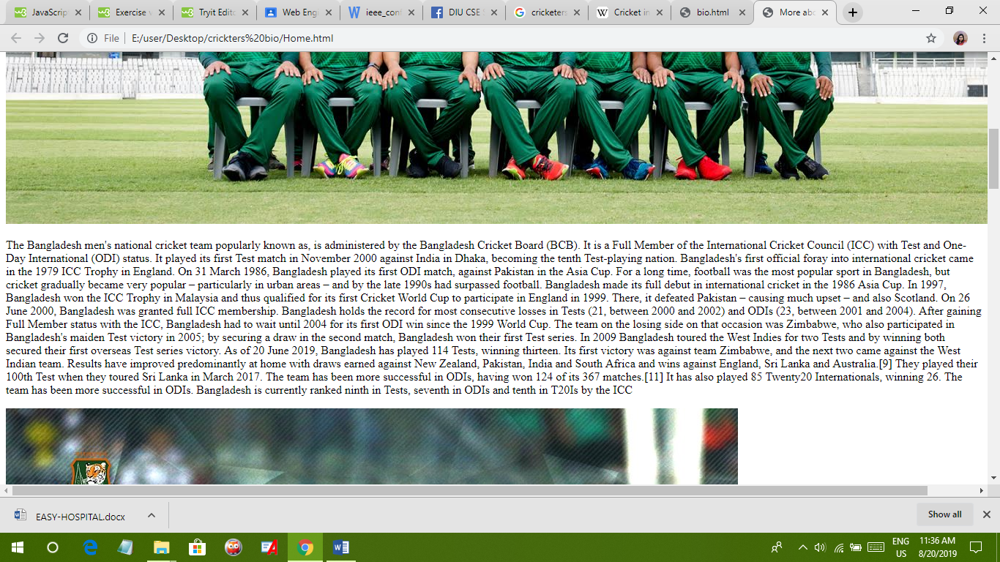 JavaScrip
Exercise v
Tryit Edito
Web Eng
ieee_conf
DIU CSE
cricketers
Cricket in
bio.html
More abo
File
E:/user/Desktop/crickters%20bio/Home.html
The Bangladesh men's national cricket team popularly known as, is administered by the Bangladesh Cricket Board (BCB). It is a Full Member of the International Cricket Council (ICC) with Test and One-
Day International (ODI) status. It played its first Test match in November 2000 against India in Dhaka, becoming the tenth Test-playing nation. Bangladesh's first official foray into international cricket came
in the 1979 ICC Trophy in England. On 31 March 1986, Bangladesh played its first ODI match, against Pakistan in the Asia Cup. For a long time, football was the most popular sport in Bangladesh, but
cricket gradually became very popular – particularly in urban areas – and by the late 1990s had surpassed football. Bangladesh made its full debut in international cricket in the 1986 Asia Cup. In 1997,
Bangladesh won the ICC Trophy in Malaysia and thus qualified for its first Cricket World Cup to participate in England in 1999. There, it defeated Pakistan – causing much upset – and also Scotland. On 26
June 2000, Bangladesh was granted full ICC membership. Bangladesh holds the record for most consecutive losses in Tests (21, between 2000 and 2002) and ODIs (23, between 2001 and 2004). After gaining
Full Member status with the ICC, Bangladesh had to wait until 2004 for its first ODI win since the 1999 World Cup. The team on the losing side on that occasion was Zimbabwe, who also participated in
Bangladesh's maiden Test victory in 2005; by securing a draw in the second match, Bangladesh won their first Test series. In 2009 Bangladesh toured the West Indies for two Tests and by winning both
secured their first overseas Test series victory. As of 20 June 2019, Bangladesh has played 114 Tests, winning thirteen. Its first victory was against team Zimbabwe, and the next two came against the West
Indian team. Results have improved predominantly at home with draws earned against New Zealand, Pakistan, India and South Africa and wins against England, Sri Lanka and Australia.[9] They played their
100th Test when they toured Sri Lanka in March 2017. The team has been more successful in ODIs, having won 124 of its 367 matches.[11] It has also played 85 Twenty20 Internationals, winning 26. The
team has been more successful in ODIs. Bangladesh is currently ranked ninth in Tests, seventh in ODIs and tenth in T20Is by the ICC
EASY-HOSPITAL.docx
Show all
ENG
US
11:36 AM
8/20/2019